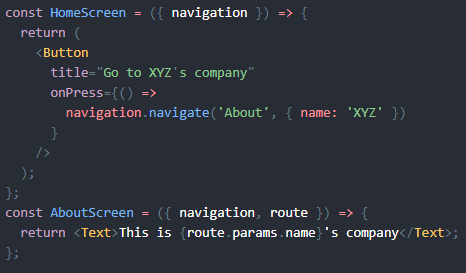 const HomeScreen = ({ navigation }) => {
  return (
    <Button
      title="Go to XYZ's company"
      onPress={() =>
        navigation.navigate('About', { name: 'XYZ' })
      }
    />
  );
};
const AboutScreen = ({ navigation, route }) => {
  return <Text>This is {route.params.name}'s company</Text>;
};